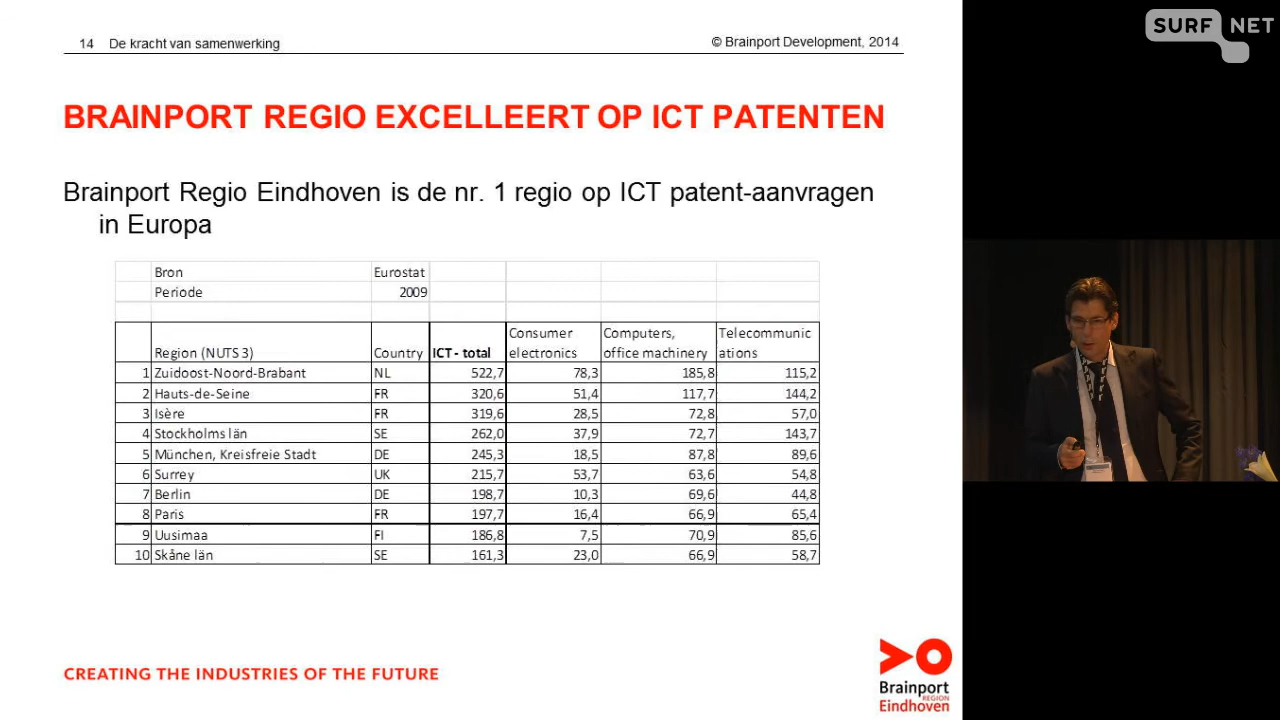 14 De kracht van samenwerking
© Brainport Development, 2014
SURF NET
BRAINPORT REGIO EXCELLEERT OP ICT PATENTEN
Brainport Regio Eindhoven is de nr. 1 regio op ICT patent-aanvragen
in Europa
Bron Eurostat
Periode 2009
Region (NUTS 3) Country ICT - total Consumer electronics Computers, office machinery Telecommunications
1 Zuidoost-Noord-Brabant NL 522,7 78,3 185,8 115,2
2 Hauts-de-Seine FR 320,6 51,4 117,7 144,2
3 Isère FR 319,6 28,5 72,8 57,0
4 Stockholms län SE 262,0 37,9 72,7 143,7
5 München, Kreisfreie Stadt DE 245,3 18,5 87,8 89,6
6 Surrey UK 215,7 53,7 63,6 54,8
7 Berlin DE 198,7 10,3 69,6 44,8
8 Paris FR 197,7 16,4 66,9 65,4
9 Uusimaa FI 186,8 7,5 70,9 85,6
10 Skåne län SE 161,3 23,0 66,9 58,7
CREATING THE INDUSTRIES OF THE FUTURE
Brainport
REGION
Eindhoven